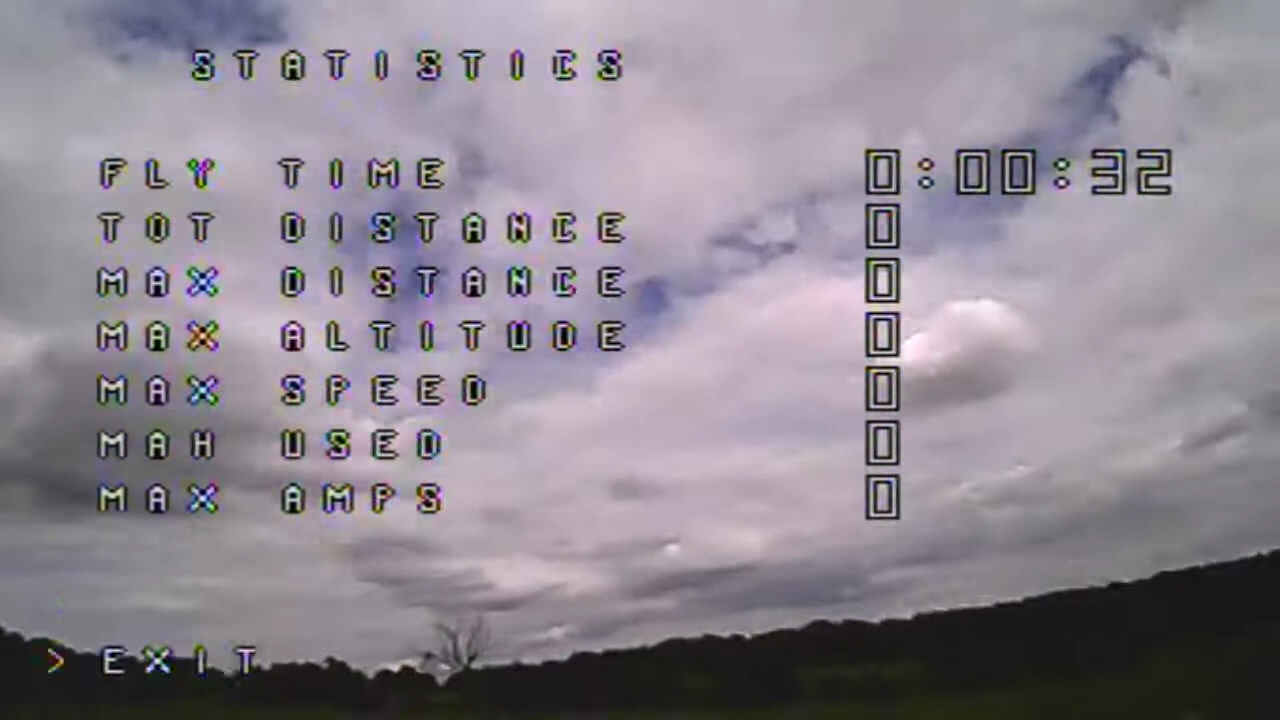 STATISTICS
FLY TIME 0:00:32
TOT DISTANCE 0
MAX DISTANCE 0
MAX ALTITUDE 0
MAX SPEED 0
MAH USED 0
MAX AMPS 0
> EXIT